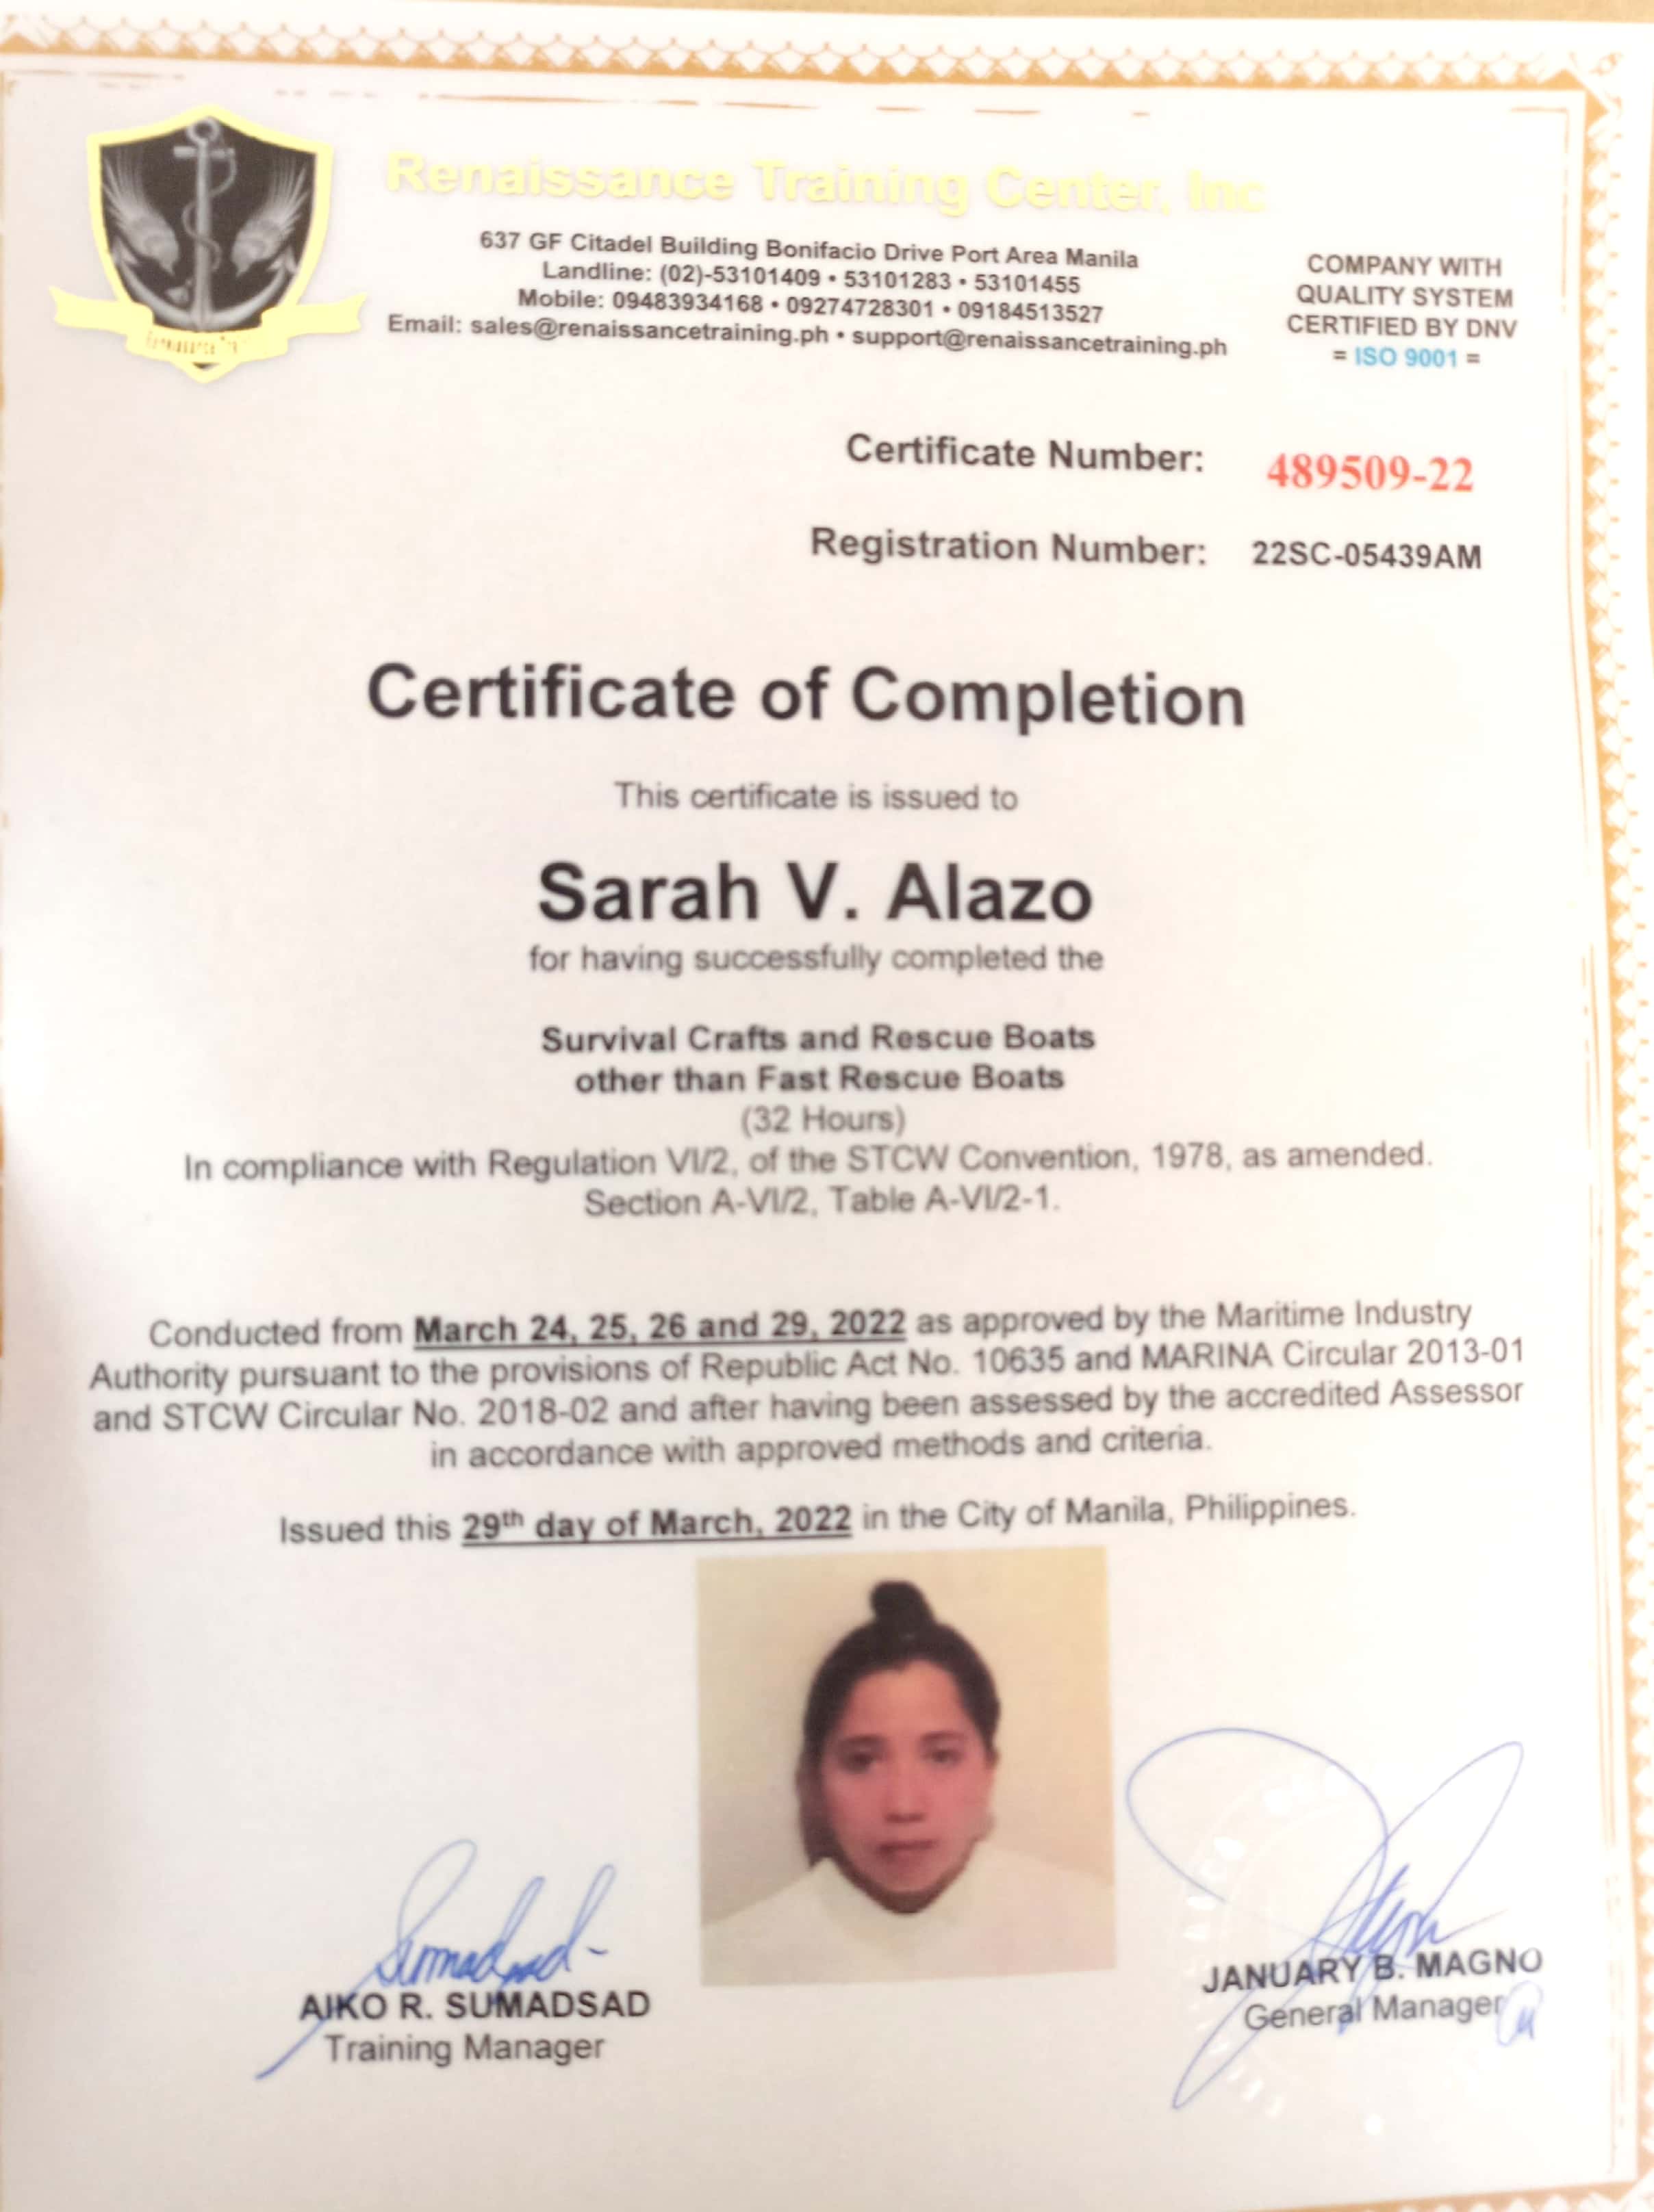 Renaissance Training Center, Inc
637 GF Citadel Building Bonifacio Drive Port Area Manila
Landline: (02)-53101409 • 53101283 • 53101455
Mobile: 09483934168 • 09274728301 • 09184513527
Email: sales@renaissancetraining.ph • support@renaissancetraining.ph
COMPANY WITH
QUALITY SYSTEM
CERTIFIED BY DNV
= ISO 9001 =
Certificate Number: 489509-22
Registration Number: 22SC-05439AM
Certificate of Completion
This certificate is issued to
Sarah V. Alazo
for having successfully completed the
Survival Crafts and Rescue Boats
other than Fast Rescue Boats
(32 Hours)
In compliance with Regulation VI/2, of the STCW Convention, 1978, as amended.
Section A-VI/2, Table A-VI/2-1.
Conducted from March 24, 25, 26 and 29, 2022 as approved by the Maritime Industry
Authority pursuant to the provisions of Republic Act No. 10635 and MARINA Circular 2013-01
and STCW Circular No. 2018-02 and after having been assessed by the accredited Assessor
in accordance with approved methods and criteria.
Issued this 29th day of March, 2022 in the City of Manila, Philippines.
Sumadsad
AIKO R. SUMADSAD
Training Manager
JANUARY B. MAGNO
General Manager